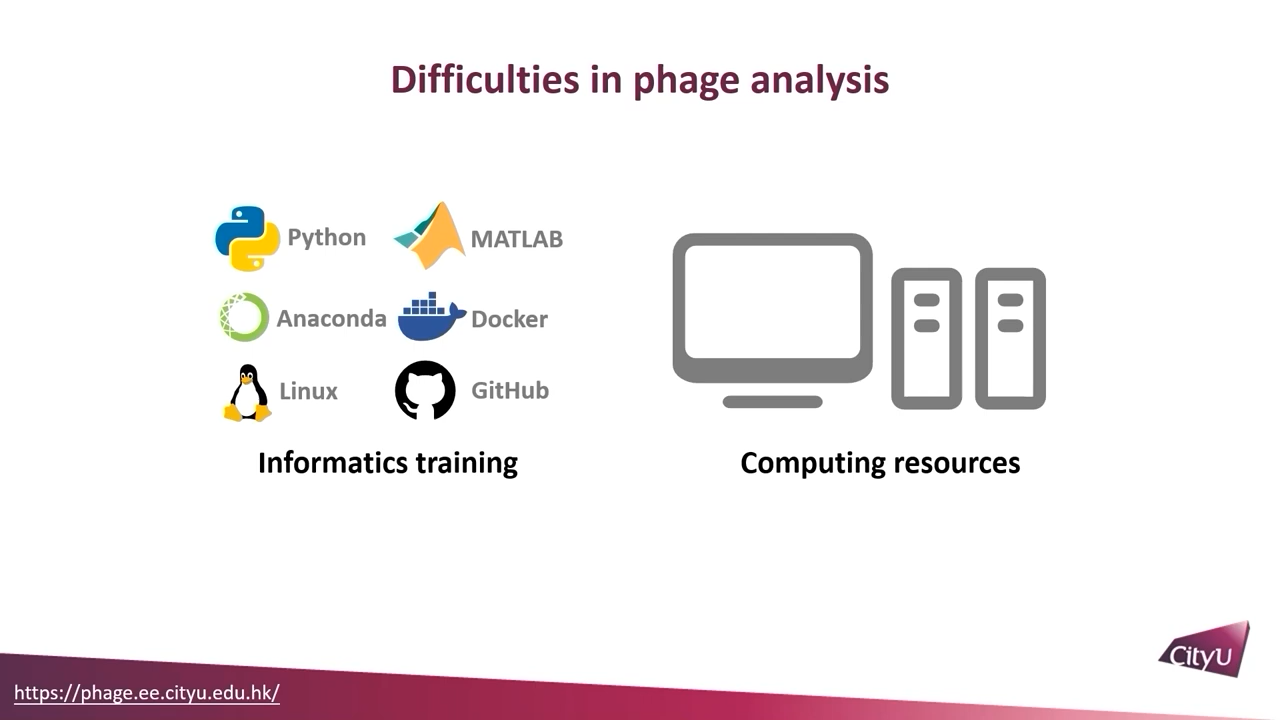 Difficulties in phage analysis
Python
MATLAB
Anaconda
Docker
Linux
GitHub
Informatics training
Computing resources
CityU
https://phage.ee.cityu.edu.hk/